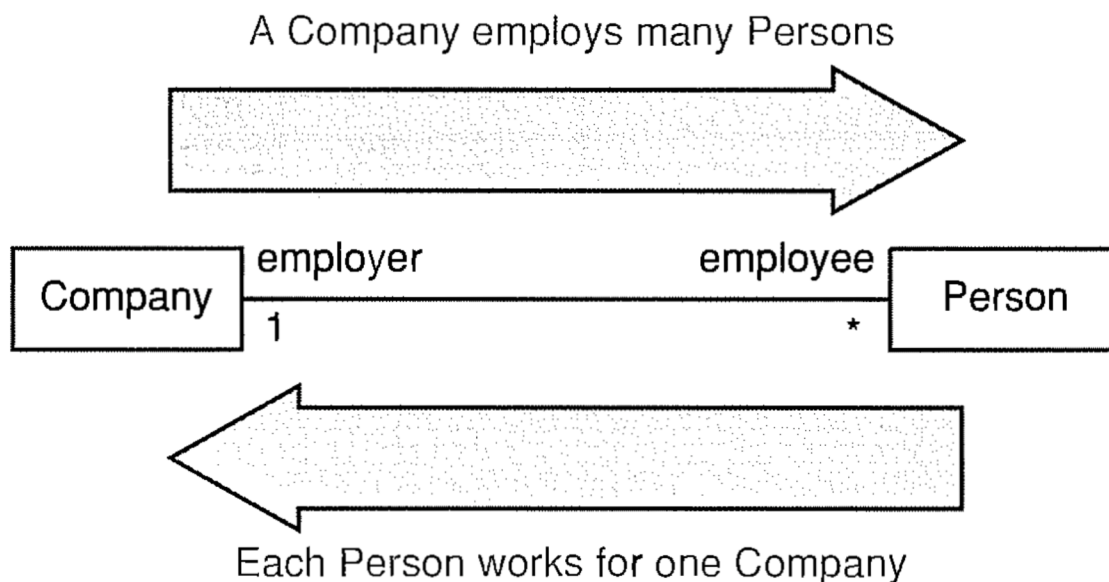 A Company employs many Persons
employer employee
Company Person
1 *
Each Person works for one Company